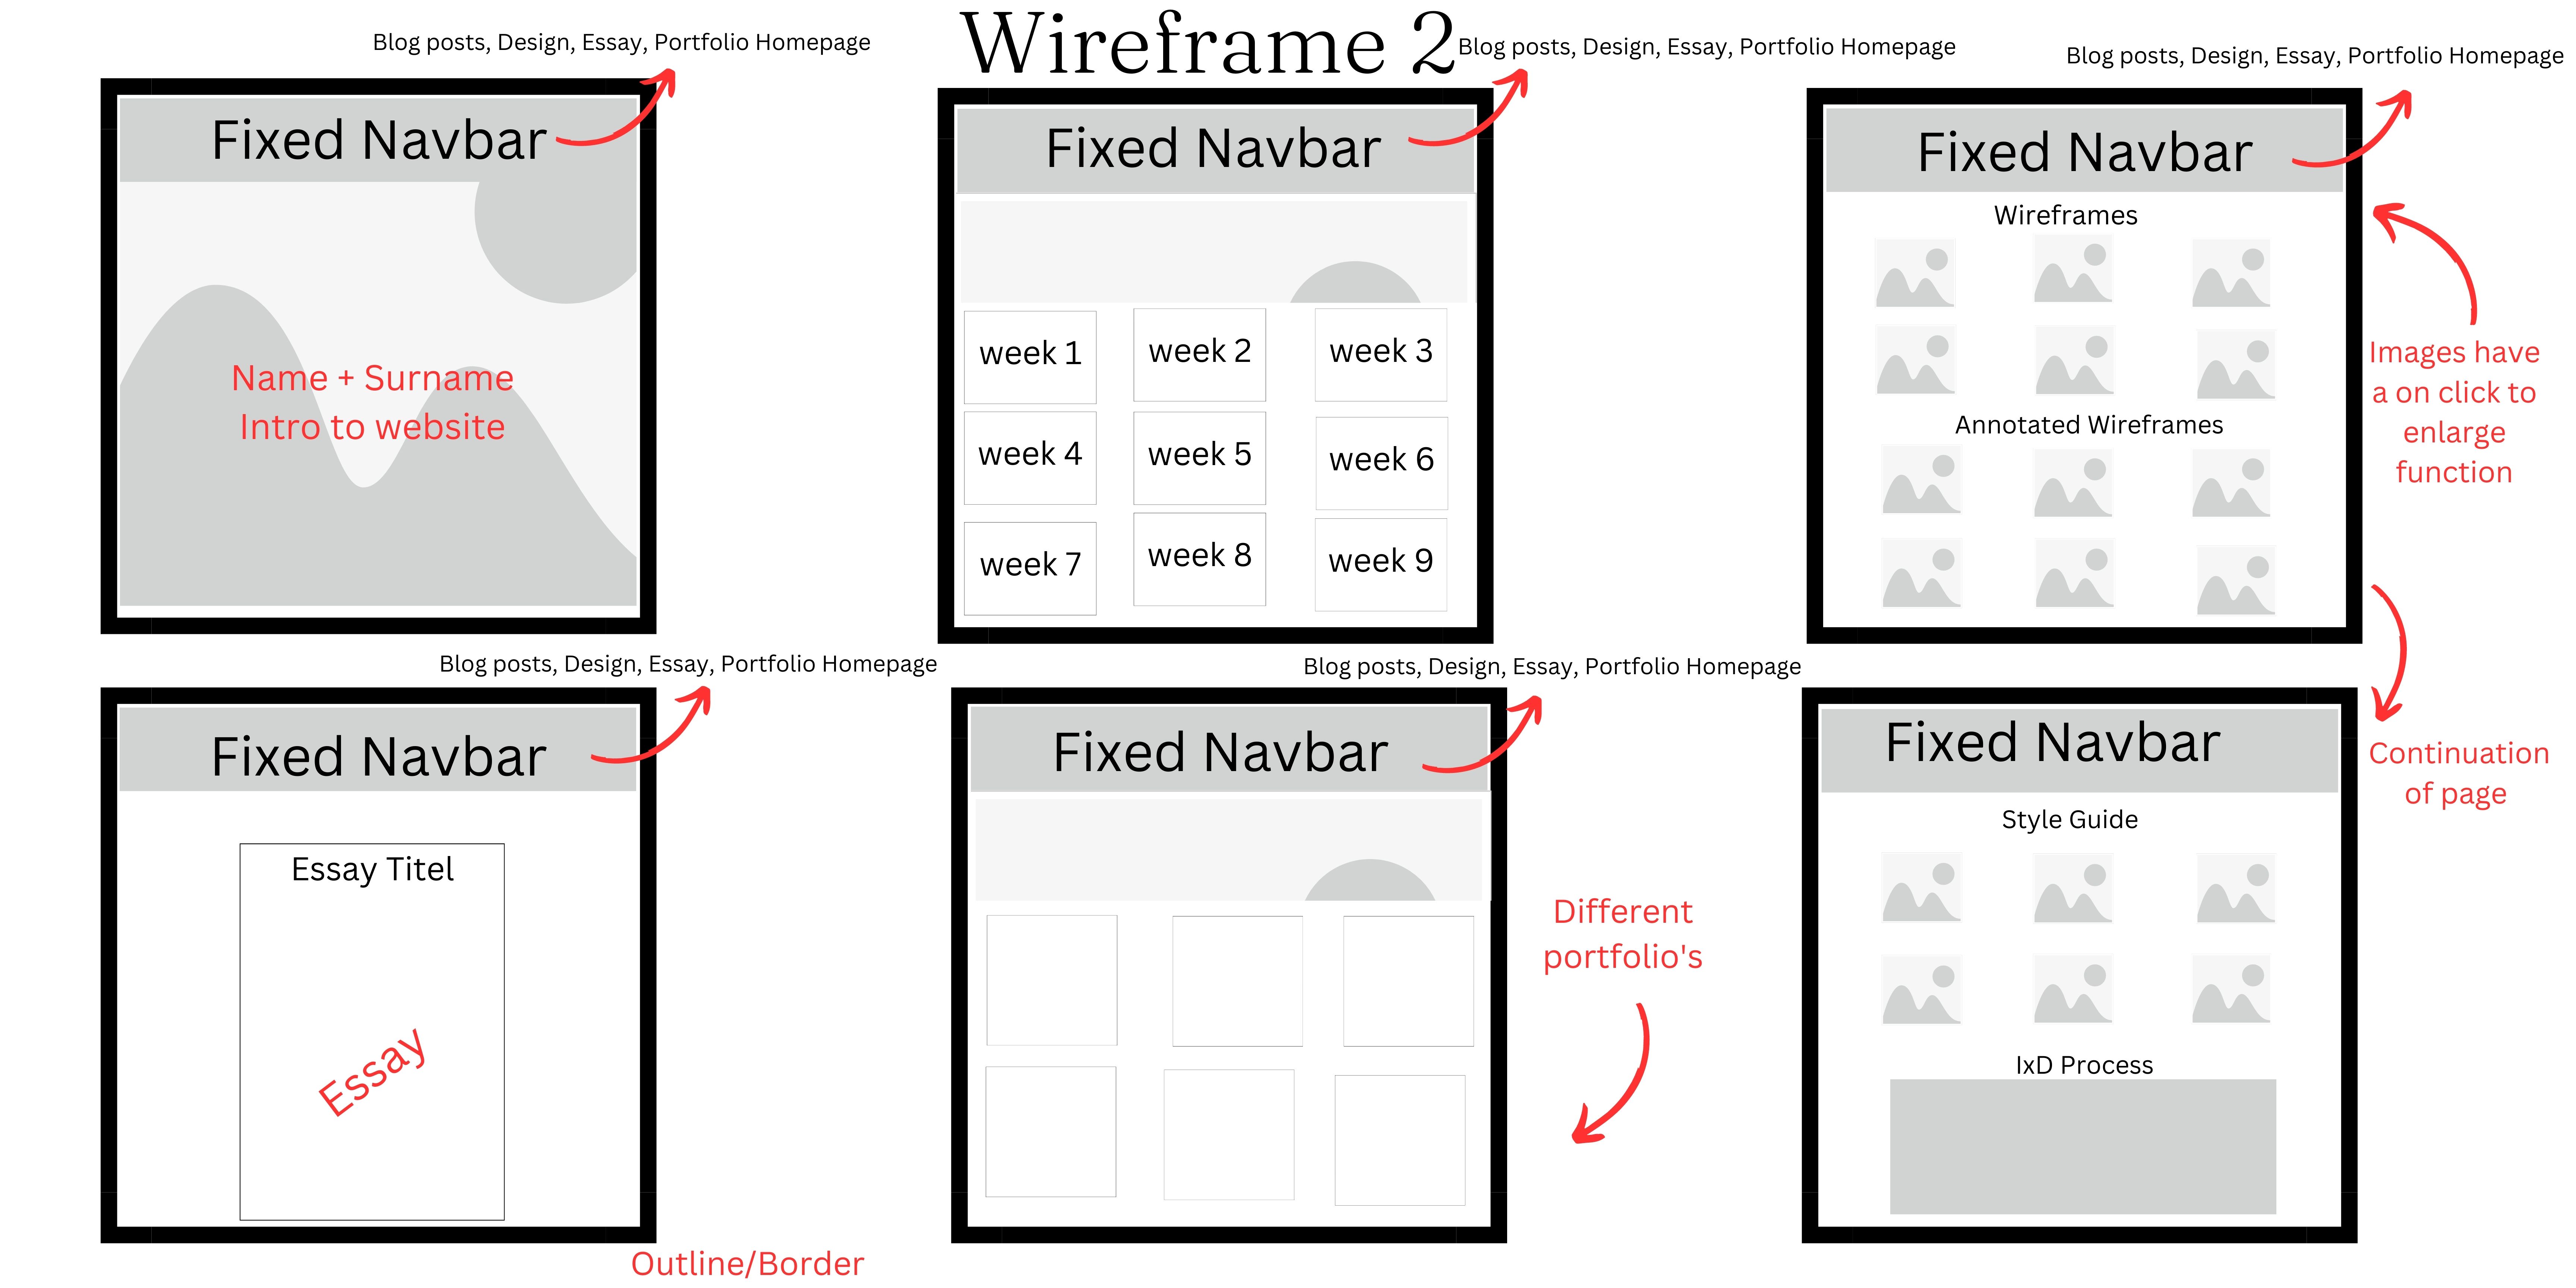 Wireframe 2
Blog posts, Design, Essay, Portfolio Homepage
Fixed Navbar
Name + Surname
Intro to website
Blog posts, Design, Essay, Portfolio Homepage
Fixed Navbar
week 1
week 2
week 3
week 4
week 5
week 6
week 7
week 8
week 9
Blog posts, Design, Essay, Portfolio Homepage
Fixed Navbar
Wireframes
Annotated Wireframes
Images have
a on click to
enlarge
function
Blog posts, Design, Essay, Portfolio Homepage
Fixed Navbar
Essay Titel
Essay
Outline/Border
Blog posts, Design, Essay, Portfolio Homepage
Fixed Navbar
Different
portfolio's
Fixed Navbar
Style Guide
IxD Process
Continuation
of page